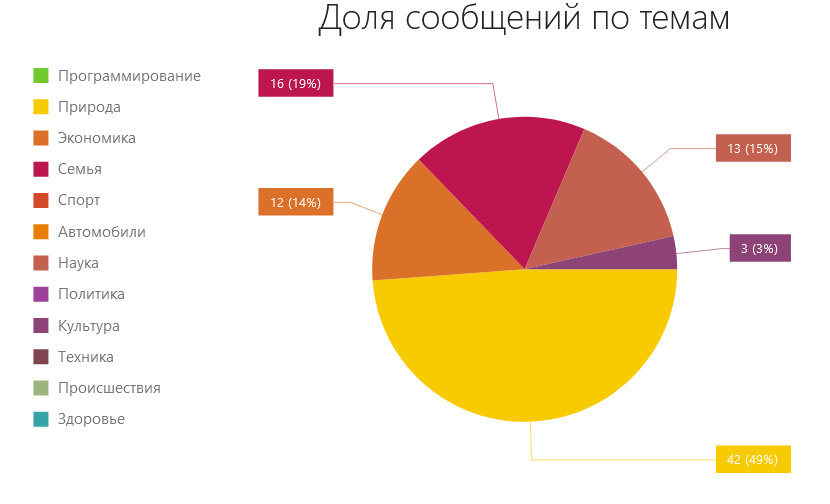 Доля сообщений по темам
Программирование
Природа
Экономика
Семья
Спорт
Автомобили
Наука
Политика
Культура
Техника
Происшествия
Здоровье
16 (19%)
13 (15%)
12 (14%)
3 (3%)
42 (49%)